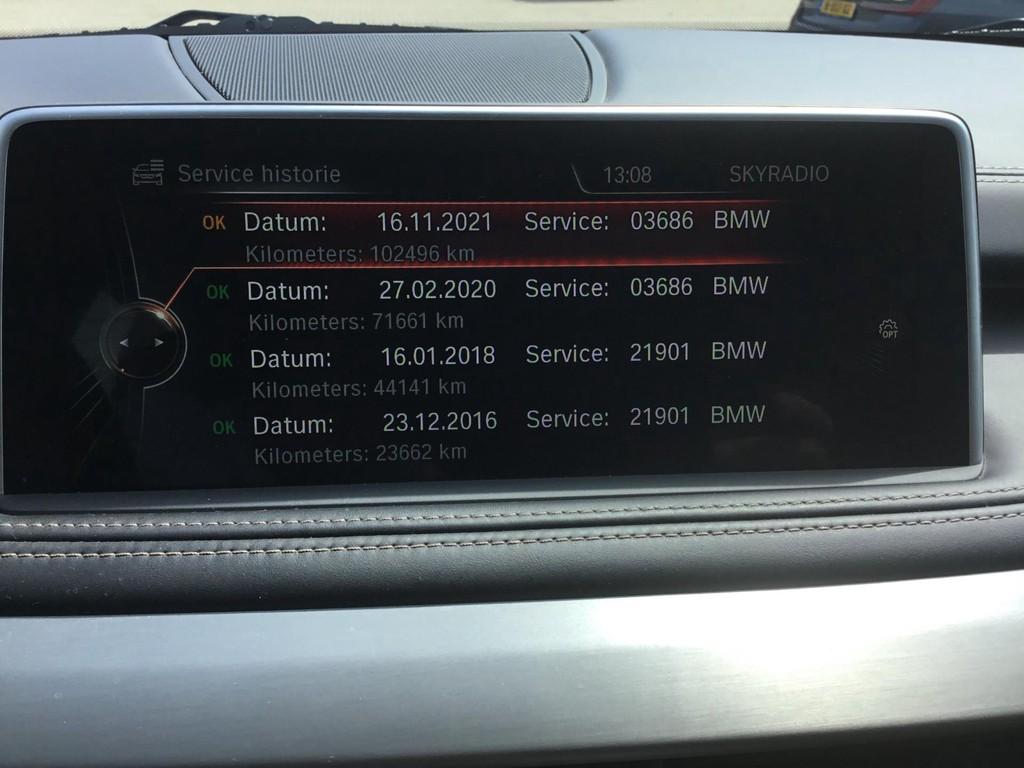 Service historie 13:08 SKYRADIO
OK Datum: 16.11.2021 Service: 03686 BMW
Kilometers: 102496 km
OK Datum: 27.02.2020 Service: 03686 BMW
Kilometers: 71661 km
OPT
OK Datum: 16.01.2018 Service: 21901 BMW
Kilometers: 44141 km
OK Datum: 23.12.2016 Service: 21901 BMW
Kilometers: 23662 km